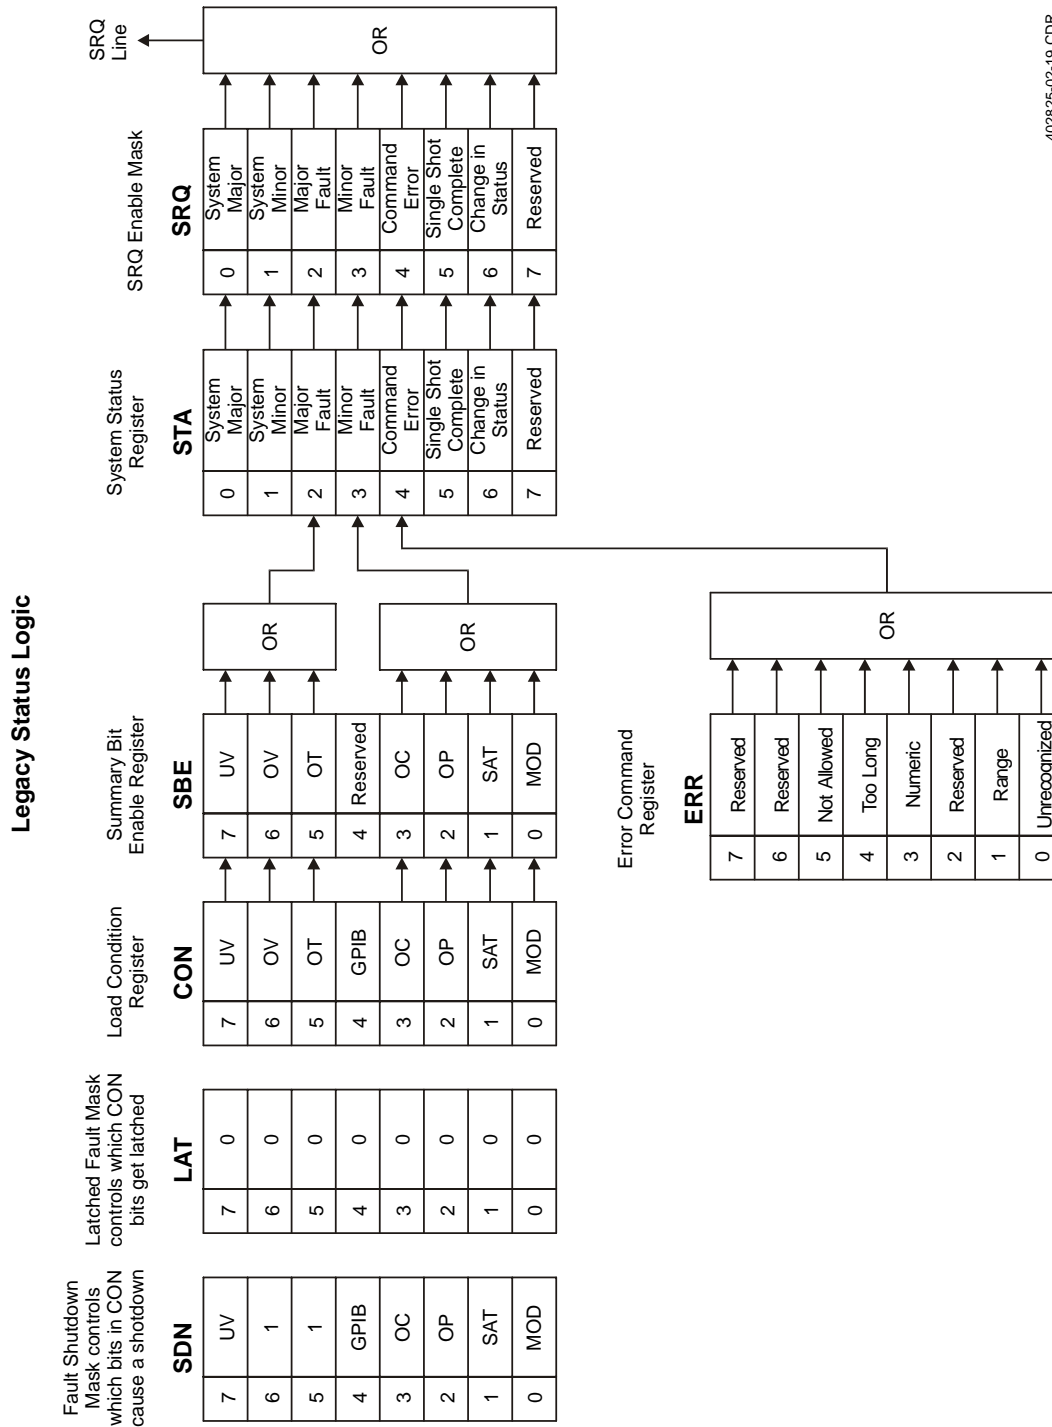 Legacy Status Logic
Fault Shutdown
Mask controls
which bits in CON
cause a shotdown
SDN
7 UV
6 1
5 1
4 GPIB
3 OC
2 OP
1 SAT
0 MOD
Latched Fault Mask
controls which CON
bits get latched
LAT
7 0
6 0
5 0
4 0
3 0
2 0
1 0
0 0
Load Condition
Register
CON
7 UV
6 OV
5 OT
4 GPIB
3 OC
2 OP
1 SAT
0 MOD
Summary Bit
Enable Register
SBE
7 UV
6 OV
5 OT
4 Reserved
3 OC
2 OP
1 SAT
0 MOD
OR
OR
System Status
Register
STA
0 System
Major
1 System
Minor
2 Major
Fault
3 Minor
Fault
4 Command
Error
5 Single Shot
Complete
6 Change in
Status
7 Reserved
SRQ Enable Mask
SRQ
0 System
Major
1 System
Minor
2 Major
Fault
3 Minor
Fault
4 Command
Error
5 Single Shot
Complete
6 Change in
Status
7 Reserved
OR
SRQ
Line
Error Command
Register
ERR
7 Reserved
6 Reserved
5 Not Allowed
4 Too Long
3 Numeric
2 Reserved
1 Range
0 Unrecognized
OR
402825-02-19.CDR